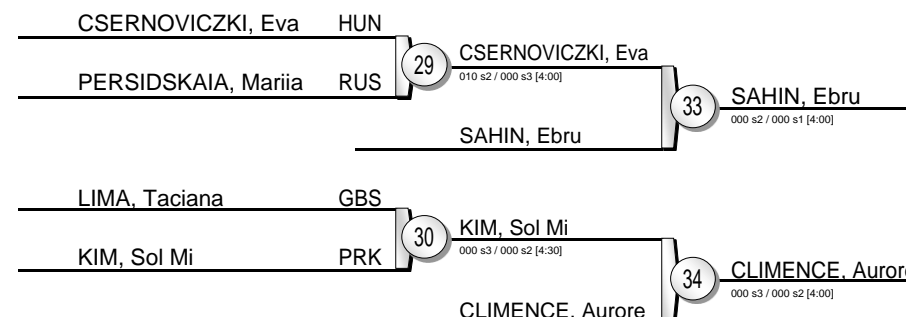 CSERNOVICZKI, Eva HUN
PERSIDSKAIA, Mariia RUS
29
CSERNOVICZKI, Eva
010 s2 / 000 s3 [4:00]
SAHIN, Ebru
33
SAHIN, Ebru
000 s2 / 000 s1 [4:00]
LIMA, Taciana GBS
KIM, Sol Mi PRK
30
KIM, Sol Mi
000 s3 / 000 s2 [4:30]
CLIMENCE, Aurore
34
CLIMENCE, Aurore
000 s3 / 000 s2 [4:00]